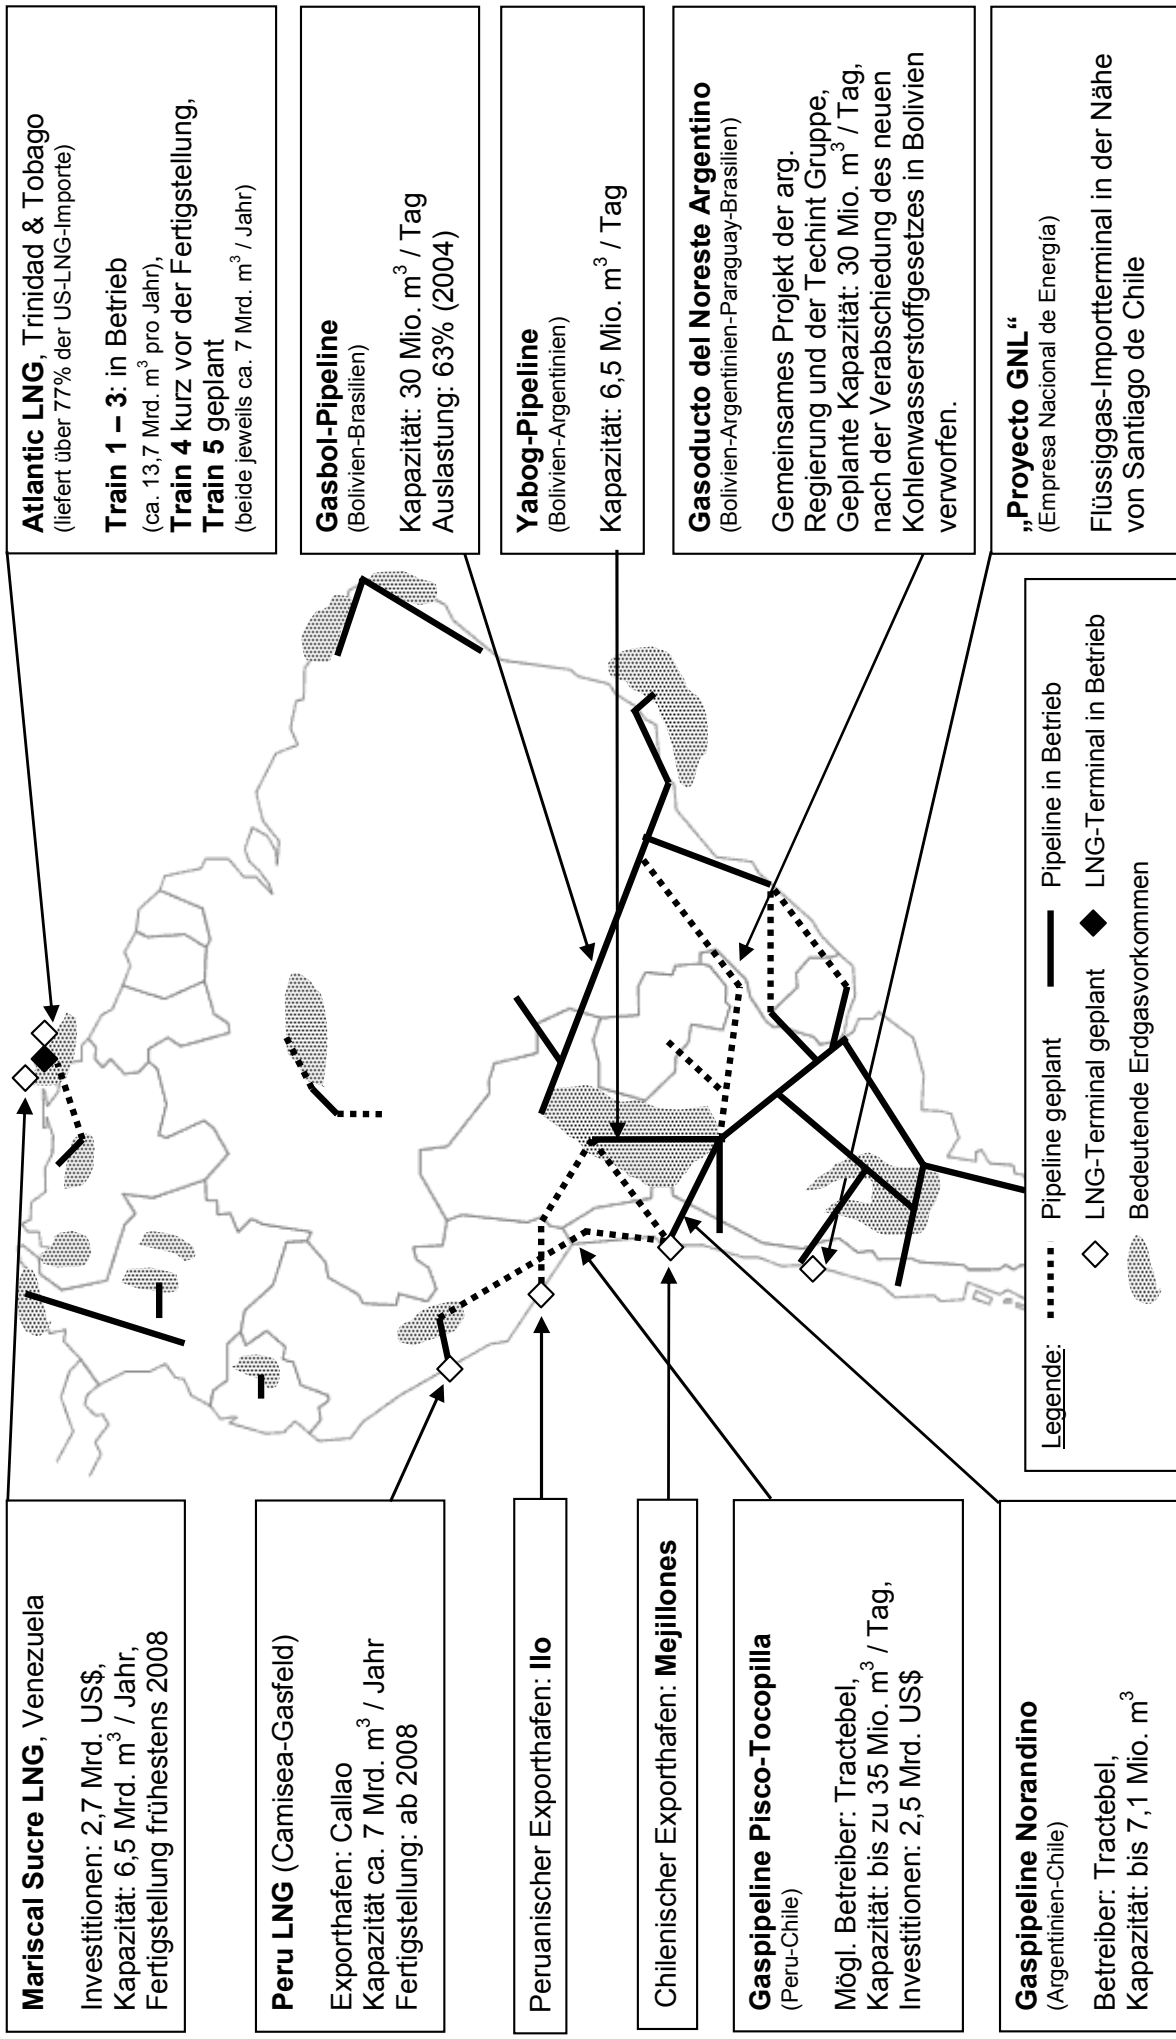 Mariscal Sucre LNG, Venezuela
Investitionen: 2,7 Mrd. US$,
Kapazität: 6,5 Mrd. m³ / Jahr,
Fertigstellung frühestens 2008
Peru LNG (Camisea-Gasfeld)
Exporthafen: Callao
Kapazität ca. 7 Mrd. m³ / Jahr
Fertigstellung: ab 2008
Peruanischer Exporthafen: Ilo
Chilenischer Exporthafen: Mejillones
Gaspipeline Pisco-Tocopilla
(Peru-Chile)
Mögl. Betreiber: Tractebel,
Kapazität: bis zu 35 Mio. m³ / Tag,
Investitionen: 2,5 Mrd. US$
Gaspipeline Norandino
(Argentinien-Chile)
Betreiber: Tractebel,
Kapazität: bis 7,1 Mio. m³
Atlantic LNG, Trinidad & Tobago
(liefert über 77% der US-LNG-Importe)
Train 1 – 3: in Betrieb
(ca. 13,7 Mrd. m³ pro Jahr),
Train 4 kurz vor der Fertigstellung,
Train 5 geplant
(beide jeweils ca. 7 Mrd. m³ / Jahr)
Gasbol-Pipeline
(Bolivien-Brasilien)
Kapazität: 30 Mio. m³ / Tag
Auslastung: 63% (2004)
Yabog-Pipeline
(Bolivien-Argentinien)
Kapazität: 6,5 Mio. m³ / Tag
Gasoducto del Noreste Argentino
(Bolivien-Argentinien-Paraguay-Brasilien)
Gemeinsames Projekt der arg.
Regierung und der Techint Gruppe,
Geplante Kapazität: 30 Mio. m³ / Tag,
nach der Verabschiedung des neuen
Kohlenwasserstoffgesetzes in Bolivien
verworfen.
„Proyecto GNL“
(Empresa Nacional de Energía)
Flüssiggas-Importterminal in der Nähe
von Santiago de Chile
Legende: Pipeline geplant Pipeline in Betrieb
LNG-Terminal geplant LNG-Terminal in Betrieb
Bedeutende Erdgasvorkommen